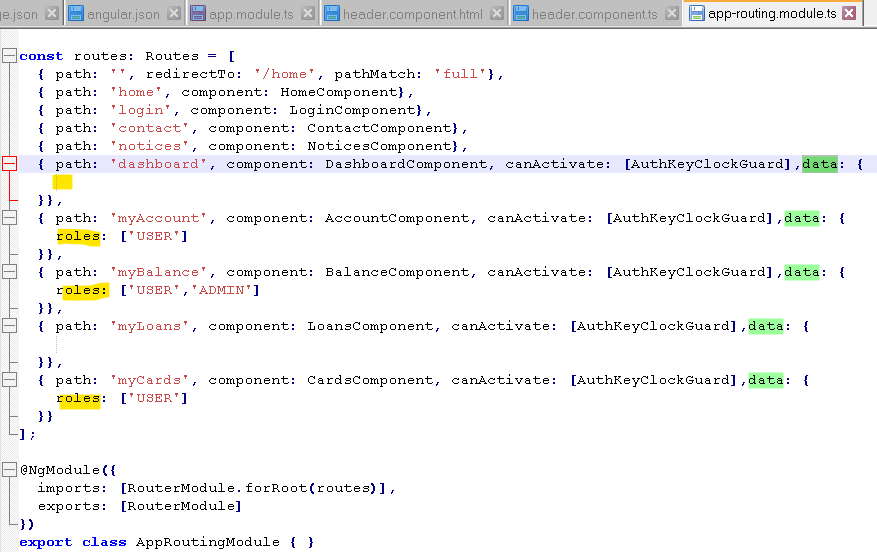 ge.json angular.json app.module.ts header.component.html header.component.ts app-routing.module.ts
const routes: Routes = [
{ path: '', redirectTo: '/home', pathMatch: 'full'},
{ path: 'home', component: HomeComponent},
{ path: 'login', component: LoginComponent},
{ path: 'contact', component: ContactComponent},
{ path: 'notices', component: NoticesComponent},
{ path: 'dashboard', component: DashboardComponent, canActivate: [AuthKeyClockGuard],data: {
}},
{ path: 'myAccount', component: AccountComponent, canActivate: [AuthKeyClockGuard],data: {
roles: ['USER']
}},
{ path: 'myBalance', component: BalanceComponent, canActivate: [AuthKeyClockGuard],data: {
roles: ['USER','ADMIN']
}},
{ path: 'myLoans', component: LoansComponent, canActivate: [AuthKeyClockGuard],data: {
}},
{ path: 'myCards', component: CardsComponent, canActivate: [AuthKeyClockGuard],data: {
roles: ['USER']
}}
];
@NgModule({
imports: [RouterModule.forRoot(routes)],
exports: [RouterModule]
})
export class AppRoutingModule { }